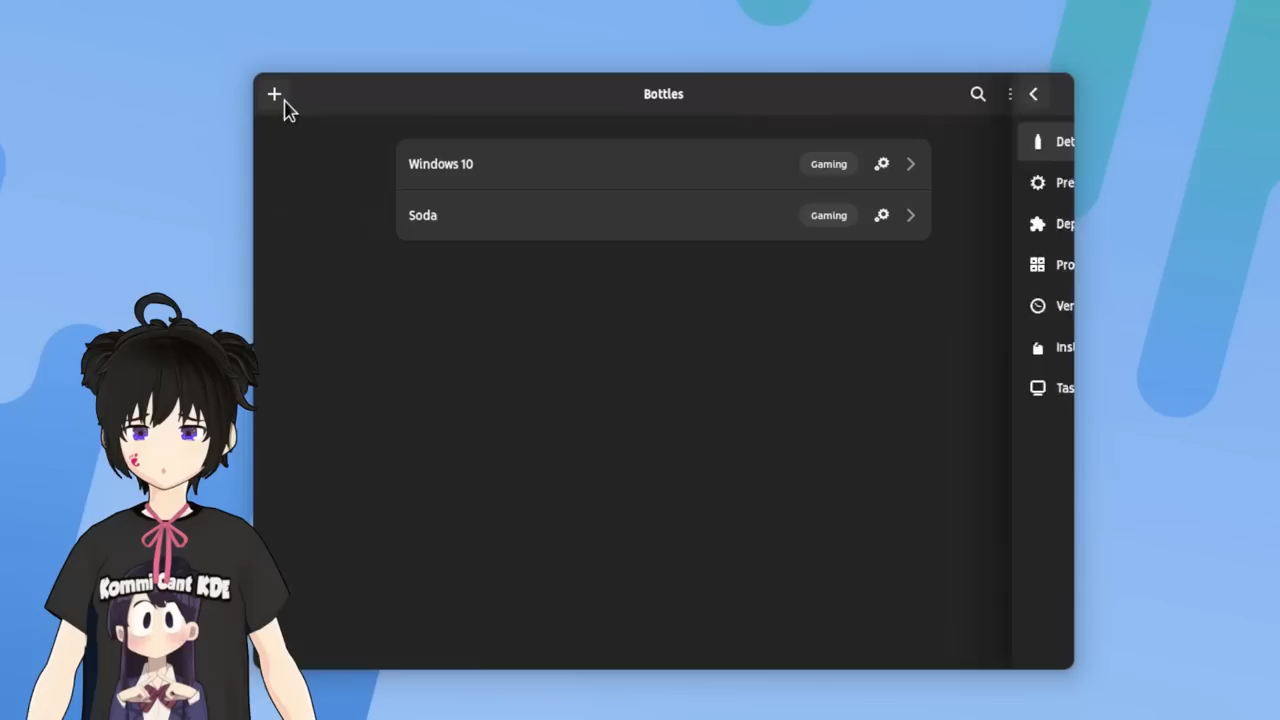 Bottles
Windows 10
Gaming
Soda
Gaming
Det
Pre
Dep
Pro
Ver
Inst
Tas
Kommi Cant KDE